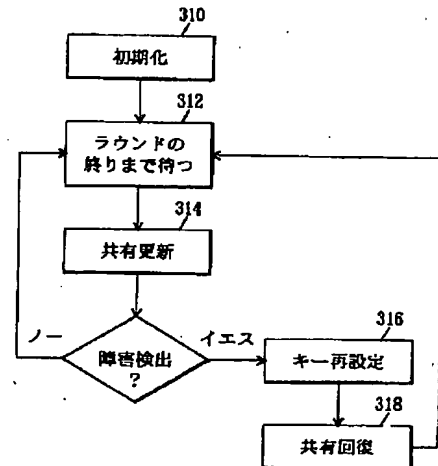 310
初期化
312
ラウンドの
終りまで待つ
314
共有更新
ノー
イエス
障害検出
?
316
キー再設定
318
共有回復